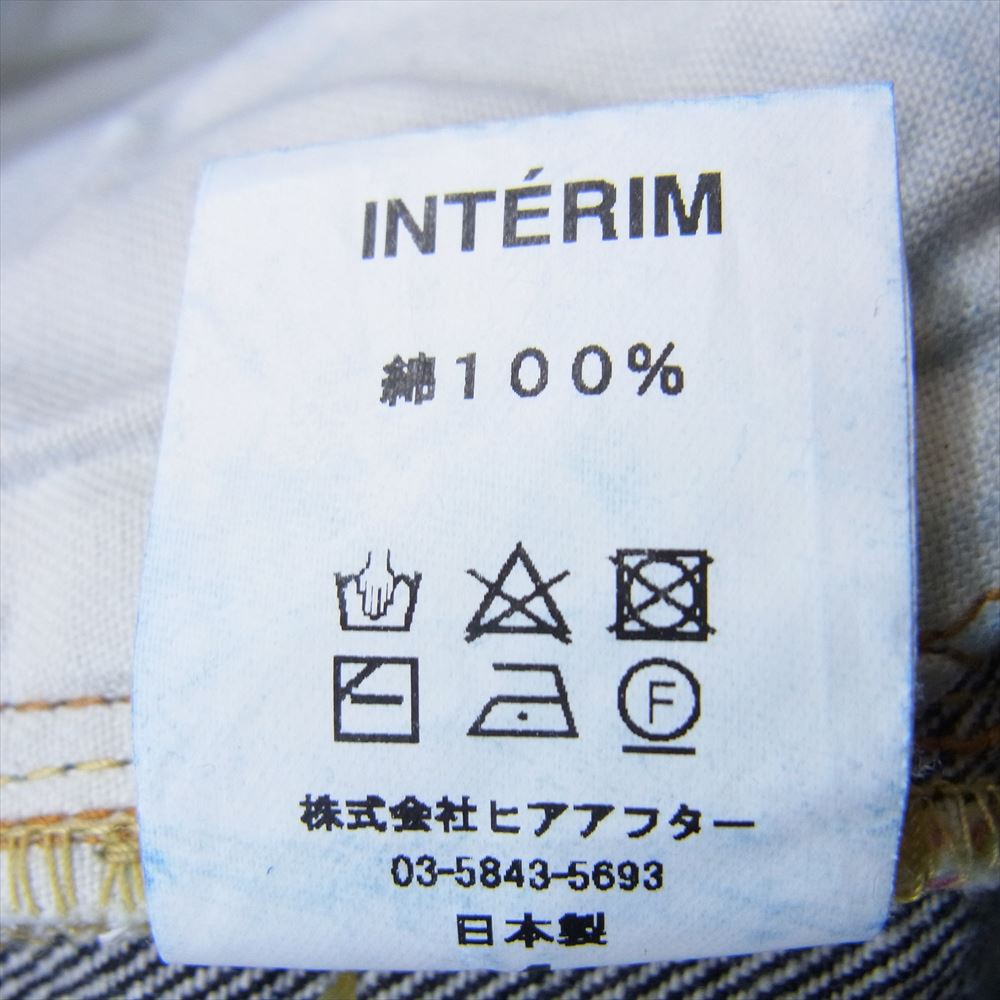 INTÉRIM
綿100%
F
株式会社ヒアアフター
03-5843-5693
日本製